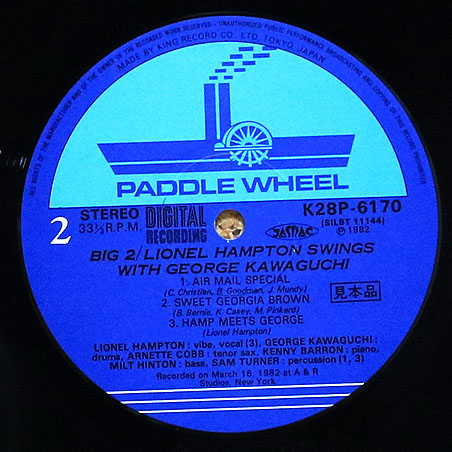 ALL RIGHTS OF THE MANUFACTURER AND OF THE OWNER OF THE RECORDED WORK RESERVED – UNAUTHORIZED PUBLIC PERFORMANCE BROADCASTING AND COPYING OF THIS RECORD PROHIBITED
MADE BY KING RECORD CO. LTD. TOKYO JAPAN
PADDLE WHEEL
2
STEREO
33⅓ R.P.M.
DIGITAL
RECORDING
K28P-6170
(SILBT 11144)
JASRAC
℗ 1982
BIG 2/LIONEL HAMPTON SWINGS
WITH GEORGE KAWAGUCHI
1. AIR MAIL SPECIAL
(C. Christian, B. Goodman, J. Mundy)
2. SWEET GEORGIA BROWN
(B. Bernie, K. Casey, M. Pinkard)
3. HAMP MEETS GEORGE
(Lionel Hampton)
見本品
LIONEL HAMPTON : vibe, vocal (3), GEORGE KAWAGUCHI :
drums, ARNETTE COBB : tenor sax, KENNY BARRON : piano,
MILT HINTON : bass, SAM TURNER : percussion (1, 3)
Recorded on March 16, 1982 at A & R
Studios, New York